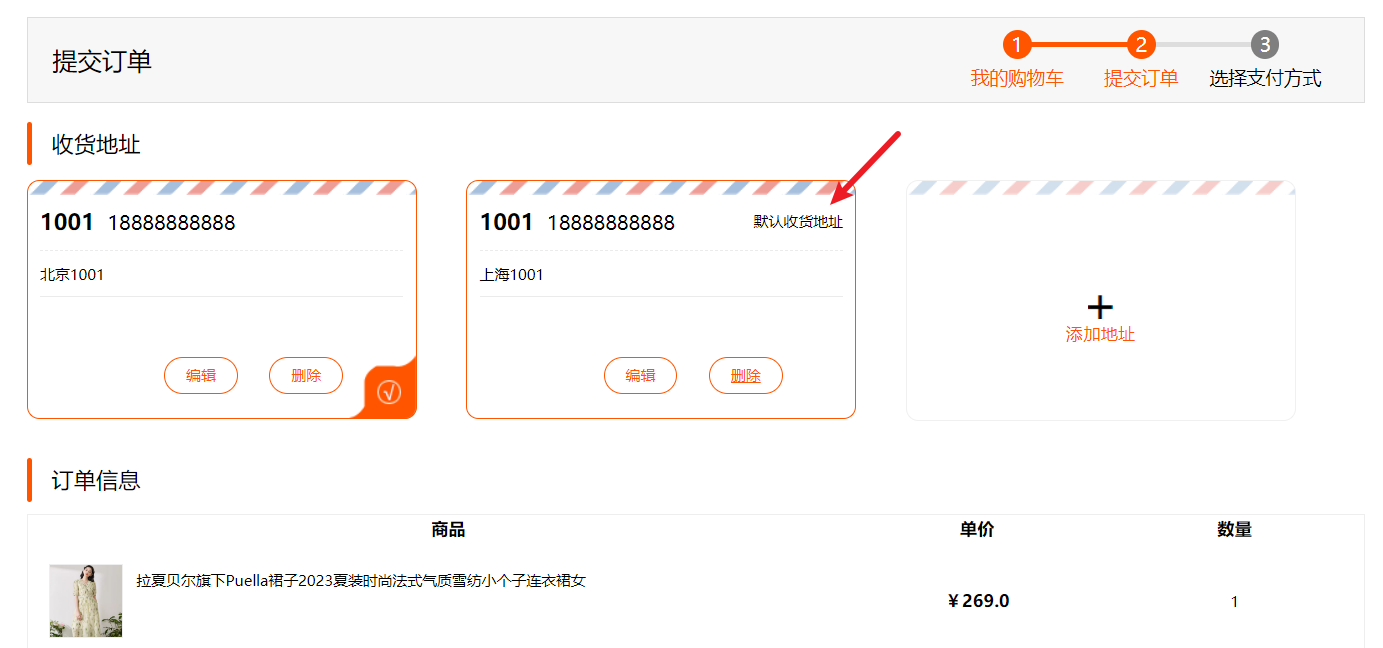 提交订单
1 2 3
我的购物车 提交订单 选择支付方式
收货地址
1001 18888888888
北京1001
编辑 删除
√
1001 18888888888 默认收货地址
上海1001
编辑 删除
+
添加地址
订单信息
商品 单价 数量
拉夏贝尔旗下Puella裙子2023夏装时尚法式气质雪纺小个子连衣裙女
¥269.0 1